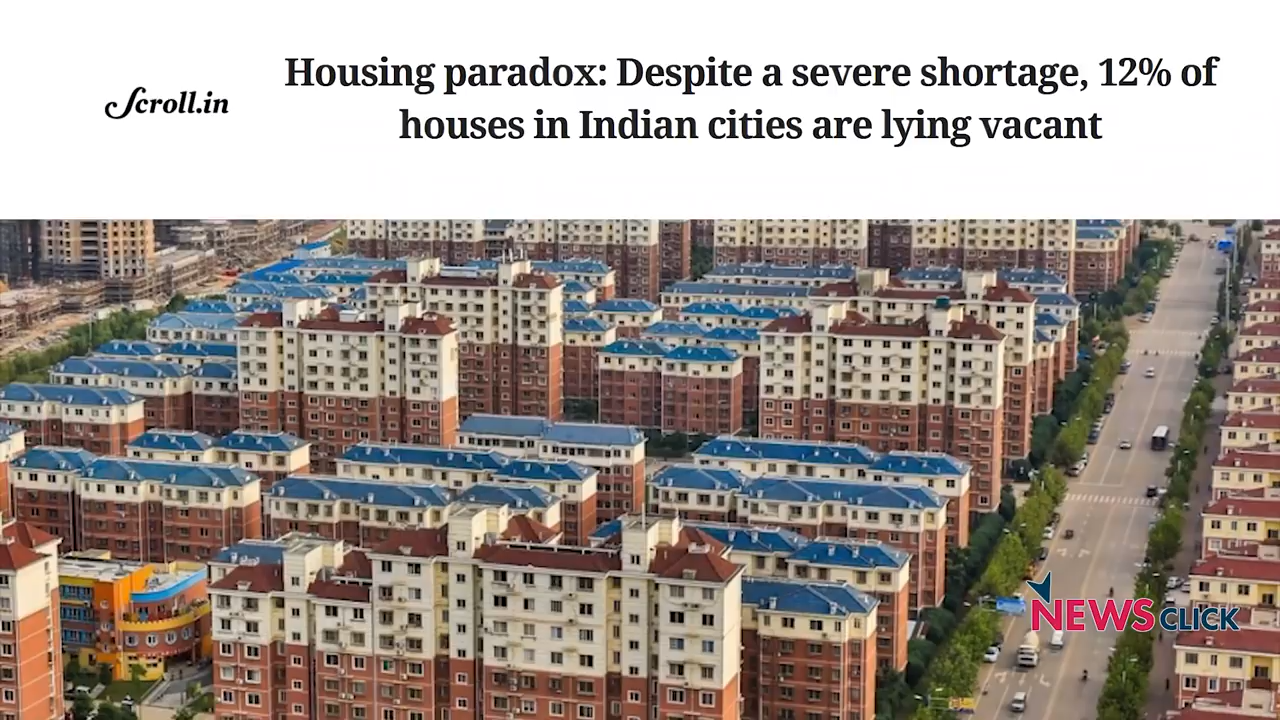 Scroll.in
Housing paradox: Despite a severe shortage, 12% of
houses in Indian cities are lying vacant
NEWSCLICK